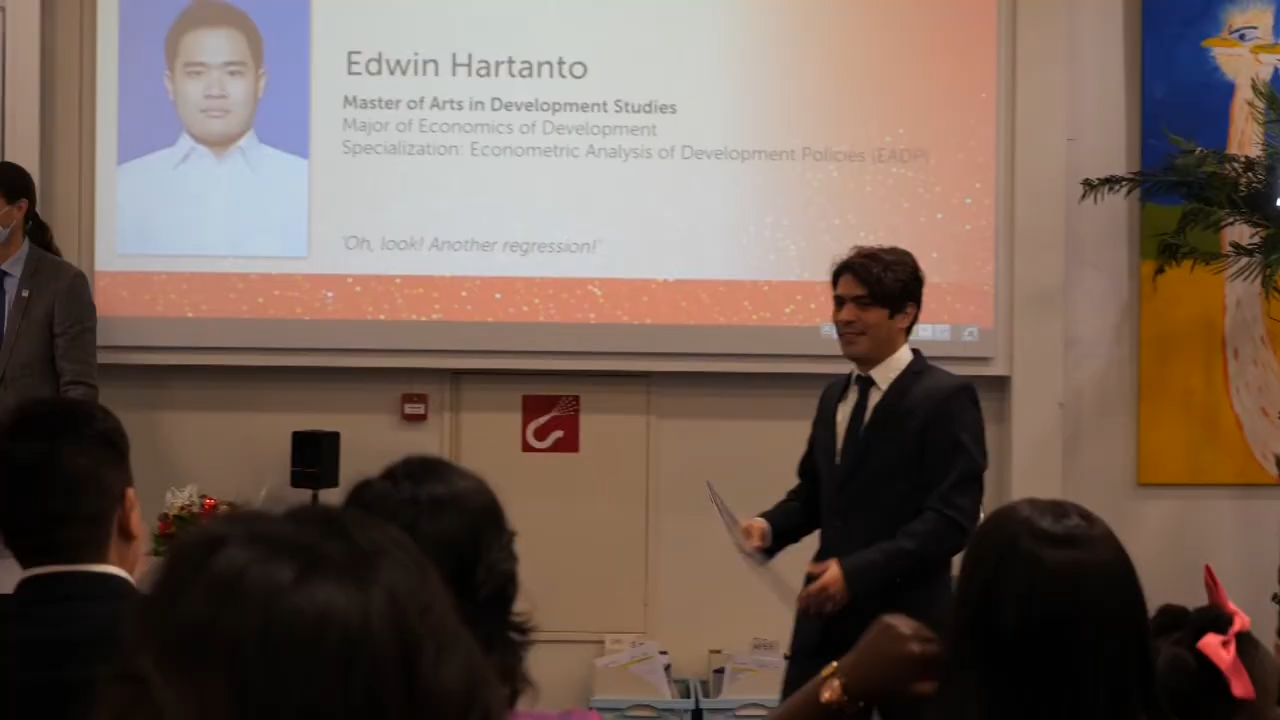 Edwin Hartanto
Master of Arts in Development Studies
Major of Economics of Development
Specialization: Econometric Analysis of Development Policies (EADP)
'Oh, look! Another regression!'